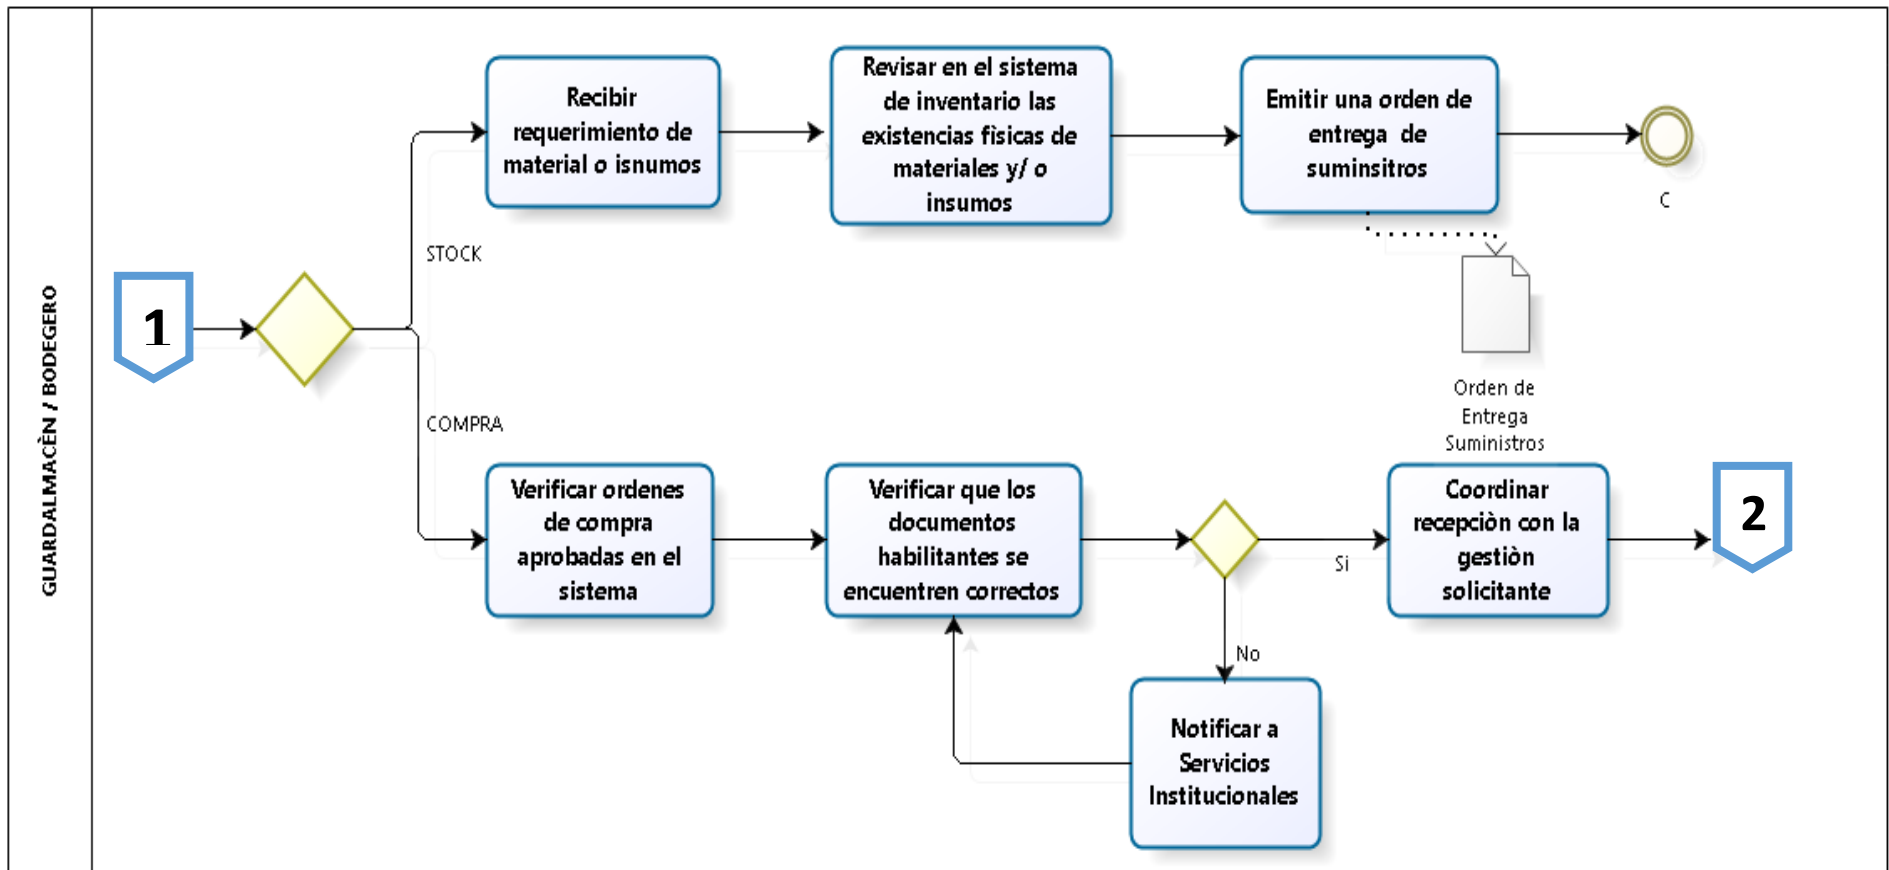 GUARDALMACÈN / BODEGERO
1
STOCK
COMPRA
Recibir
requerimiento de
material o isnumos
Revisar en el sistema
de inventario las
existencias fìsicas de
materiales y/ o
insumos
Emitir una orden de
entrega de
suminsitros
C
Orden de
Entrega
Suministros
Verificar ordenes
de compra
aprobadas en el
sistema
Verificar que los
documentos
habilitantes se
encuentren correctos
Si
No
Coordinar
recepciòn con la
gestiòn
solicitante
2
Notificar a
Servicios
Institucionales